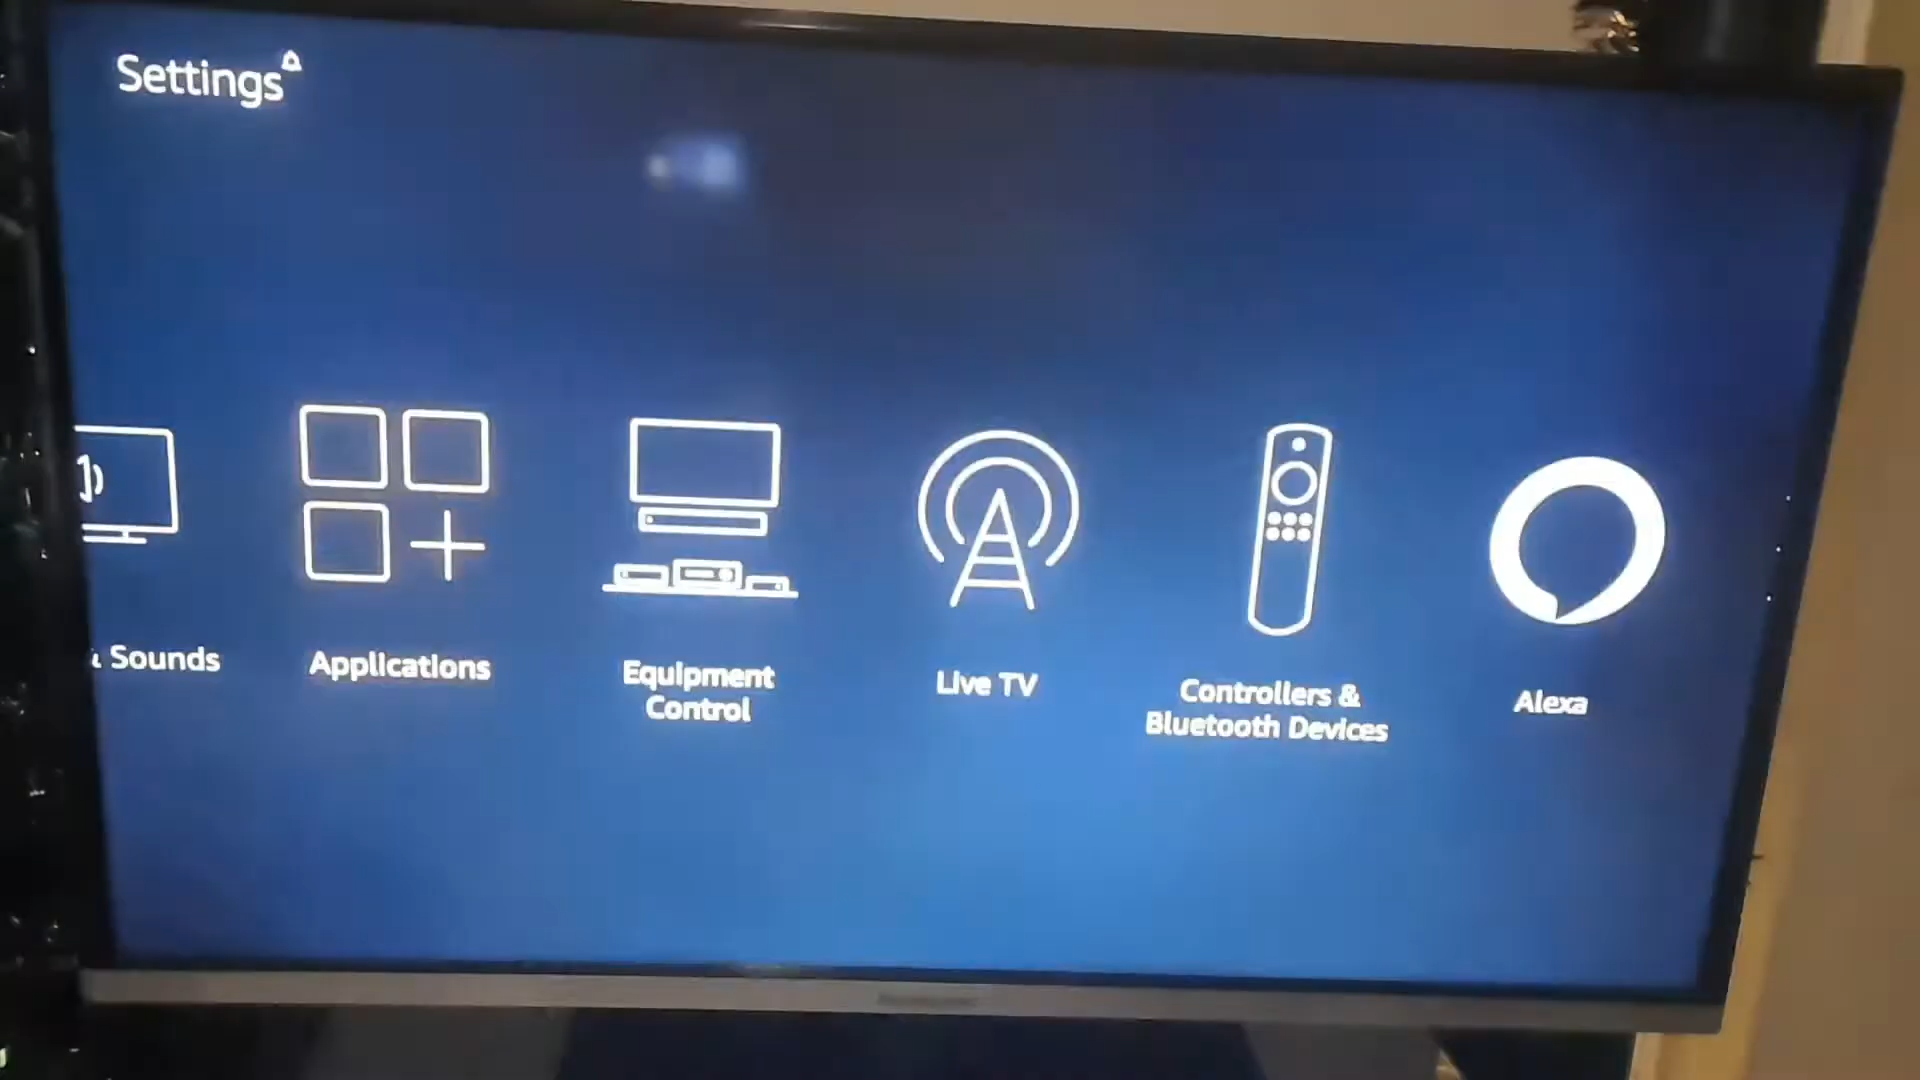 Settings
& Sounds
Applications
Equipment
Control
Live TV
Controllers &
Bluetooth Devices
Alexa